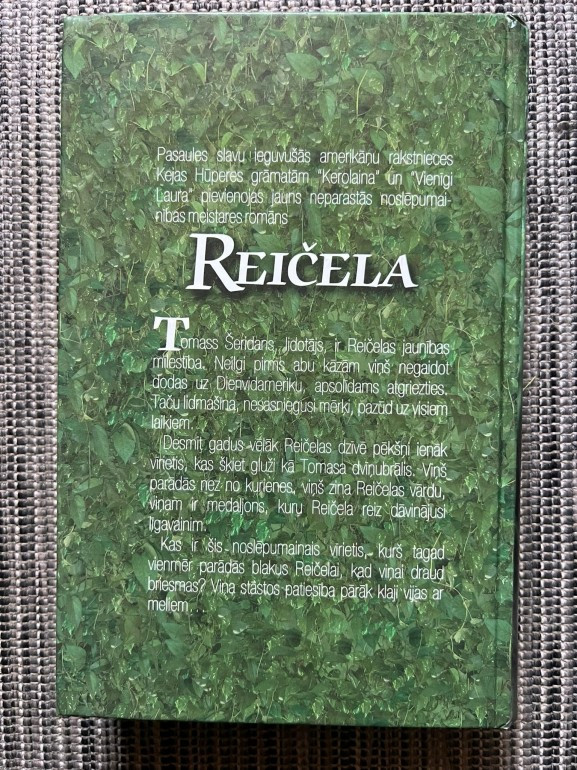 Pasaules slavu ieguvušās amerikāņu rakstnieces
Kejas Hūperes grāmatām "Kerolaina" un "Vienīgi
Laura" pievienojas jauns neparastās noslēpumai-
nības meistares romāns
REIČELA
Tomass Šeridans, lidotājs, ir Reičelas jaunības
mīlestība. Neilgi pirms abu kāzām viņš negaidot
dodas uz Dienvidameriku, apsolīdams atgriezties.
Taču lidmašīna, nesasniegusi mērķi, pazūd uz visiem
laikiem.
Desmit gadus vēlāk Reičelas dzīvē pēkšņi ienāk
vīrietis, kas šķiet gluži kā Tomasa dvīņubrālis. Viņš
parādās nez no kurienes, viņš zina Reičelas vārdu,
viņam ir medaljons, kuru Reičela reiz dāvinājusi
līgavainim.
Kas ir šis noslēpumainais vīrietis, kurš tagad
vienmēr parādās blakus Reičelai, kad viņai draud
briesmas? Viņa stāstos patiesība pārāk klaji vijas ar
meliem...